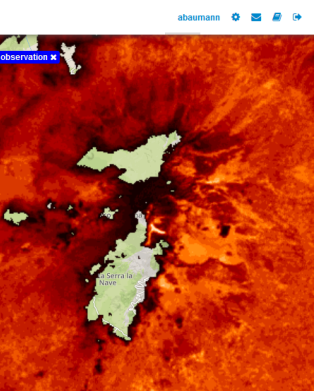 abaumann
observation ✖
La Serra la
Nave